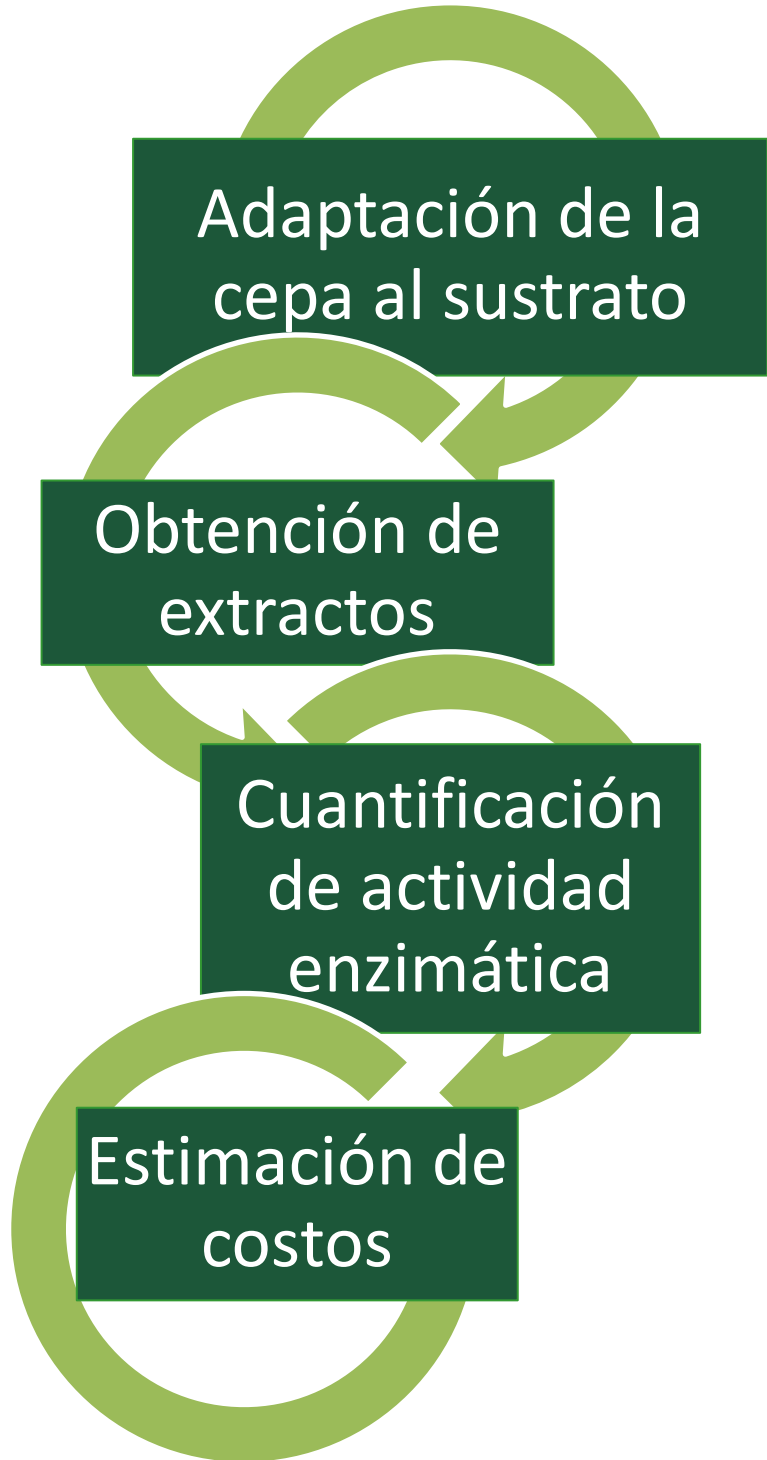 Adaptación de la
cepa al sustrato
Obtención de
extractos
Cuantificación
de actividad
enzimática
Estimación de
costos